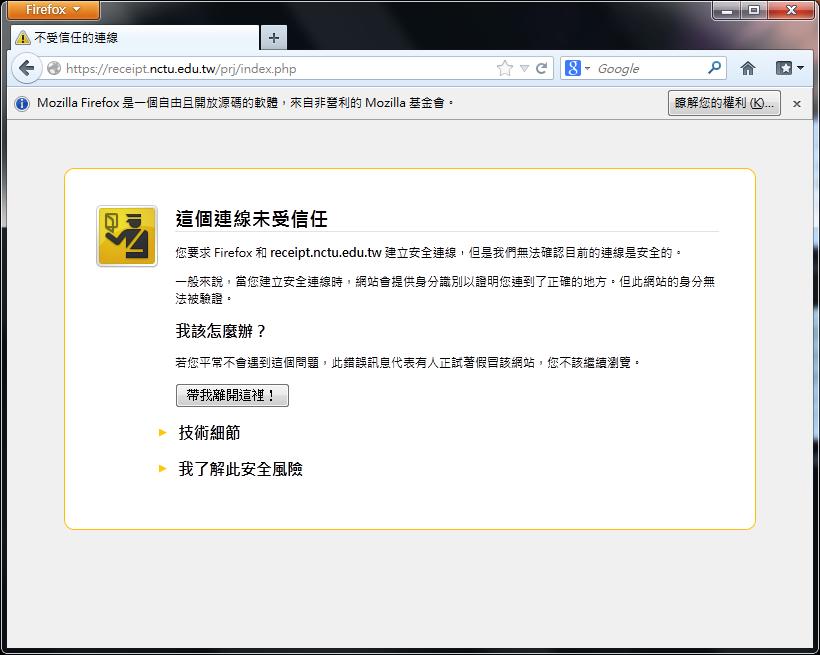 Firefox
不受信任的連線
https://receipt.nctu.edu.tw/prj/index.php
8
Google
Mozilla Firefox 是一個自由且開放源碼的軟體，來自非營利的 Mozilla 基金會。
瞭解您的權利 (K)...
這個連線未受信任
您要求 Firefox 和 receipt.nctu.edu.tw 建立安全連線，但是我們無法確認目前的連線是安全的。
一般來說，當您建立安全連線時，網站會提供身分識別以證明您連到了正確的地方。但此網站的身分無
法被驗證。
我該怎麼辦？
若您平常不會遇到這個問題，此錯誤訊息代表有人正試著假冒該網站，您不該繼續瀏覽。
帶我離開這裡！
技術細節
我了解此安全風險